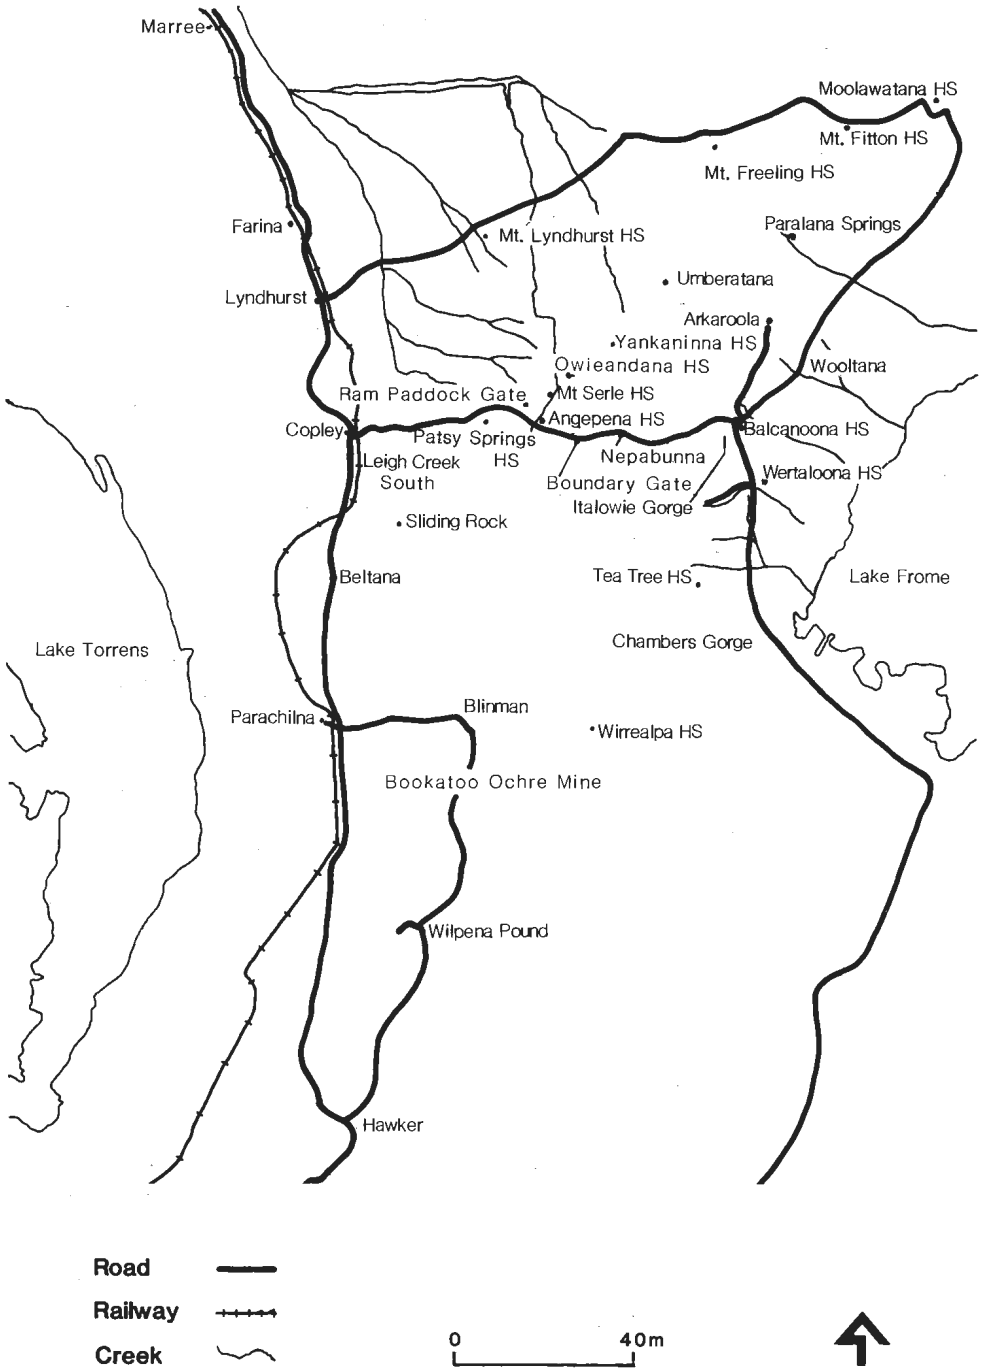 Marree
Moolawatana HS
Mt. Fitton HS
Mt. Freeling HS
Farina
Mt. Lyndhurst HS
Paralana Springs
Umberatana
Lyndhurst
Arkaroola
Yankaninna HS
Owieandana HS
Wooltana
Ram Paddock Gate
Mt Serle HS
Angepena HS
Copley
Patsy Springs
HS
Balcanoona HS
Nepabunna
Leigh Creek
South
Boundary Gate
Wertaloona HS
Italowie Gorge
Sliding Rock
Beltana
Tea Tree HS
Lake Frome
Lake Torrens
Chambers Gorge
Blinman
Parachilna
Wirrealpa HS
Bookatoo Ochre Mine
Wilpena Pound
Hawker
Road
Railway
Creek
0 40m